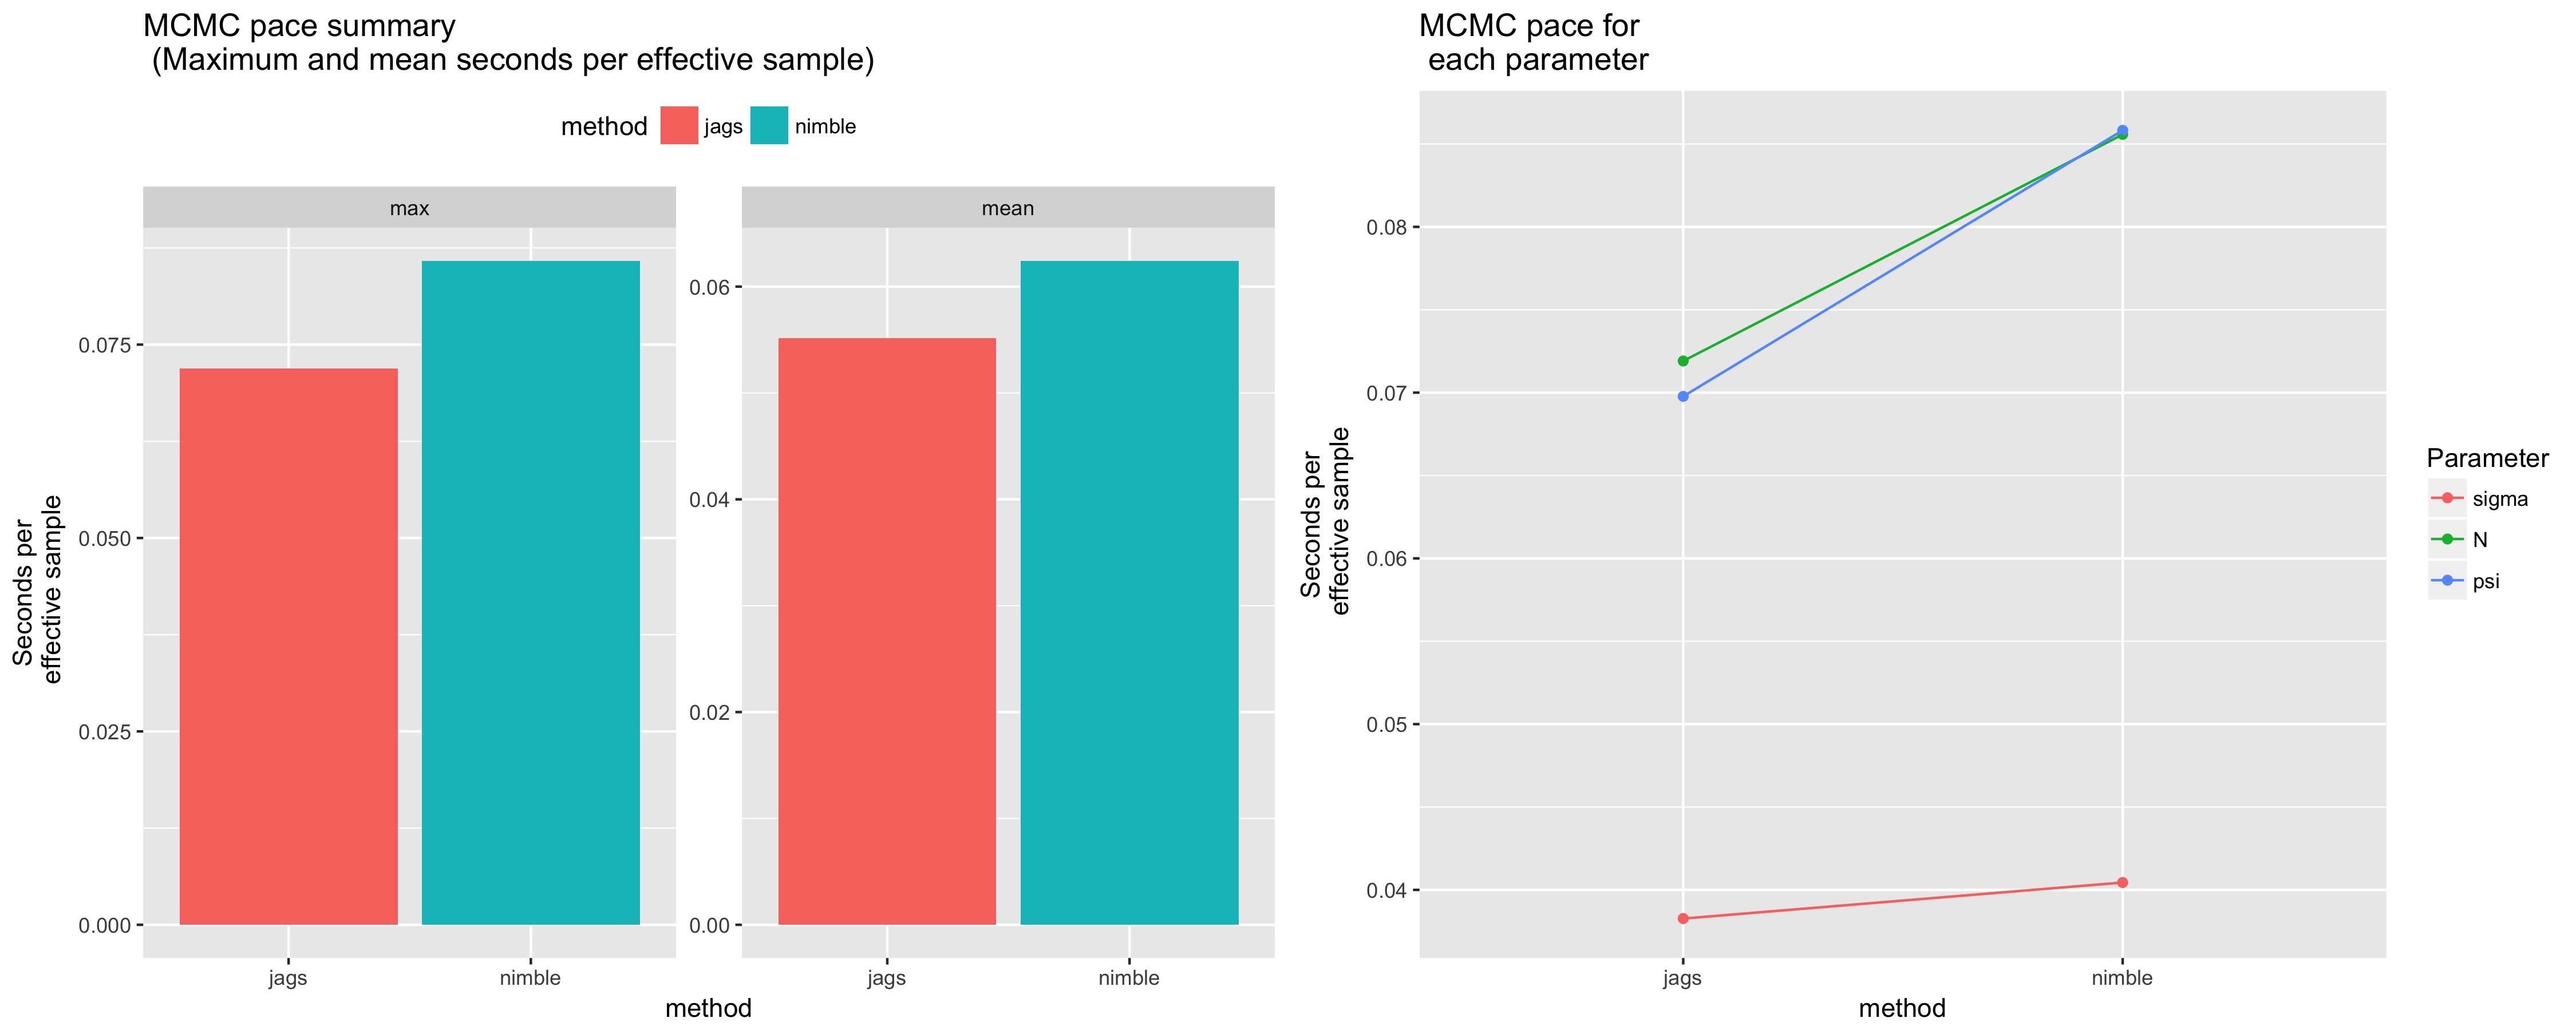 MCMC pace summary
(Maximum and mean seconds per effective sample)
method jags nimble
max
mean
Seconds per
effective sample
0.075
0.050
0.025
0.000
0.06
0.04
0.02
0.00
jags nimble
jags nimble
method
MCMC pace for
each parameter
Seconds per
effective sample
0.08
0.07
0.06
0.05
0.04
jags nimble
method
Parameter
sigma
N
psi